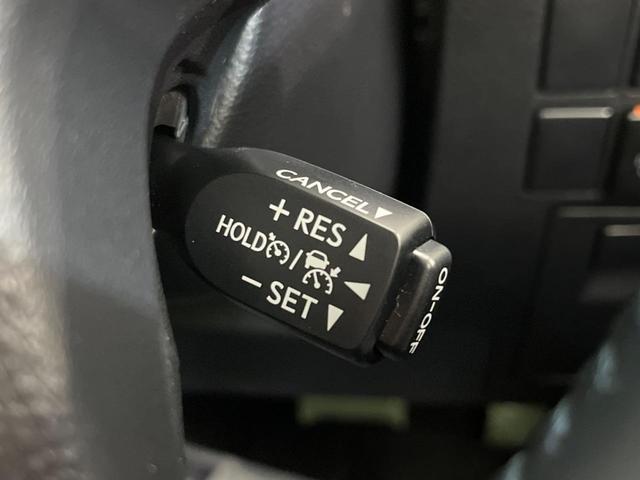 CANCEL▼
+ RES ▲
HOLD / ◀
− SET ▼
ON-OFF